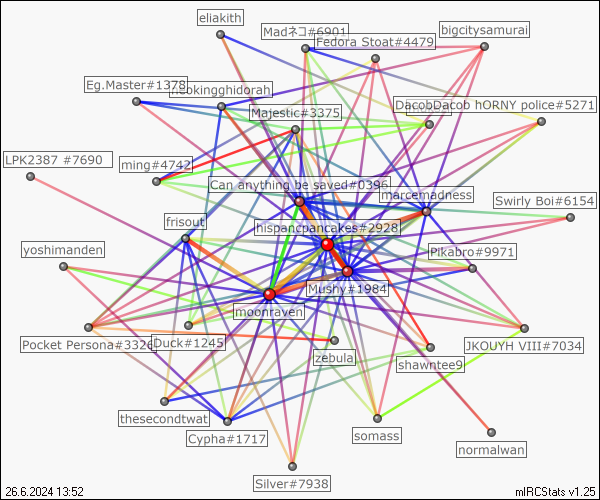 eliakith
Madネコ#6901
bigcitysamurai
Fedora Stoat#4479
Eg.Master#1378
okingghidorah
DacobDacob hORNY police#5271
Majestic#3375
LPK2387 #7690
ming#4742
Can anything be saved#0396
marcemadness
Swirly Boi#6154
frisout
hispancpancakes#2928
yoshimanden
Pikabro#9971
Mushy#1984
moonraven
Pocket Persona#3326
Duck#1245
JKOUYH VIII#7034
zebula
shawntee9
thesecondtwat
Cypha#1717
somass
normalwan
Silver#7938
26.6.2024 13:52
mIRCStats v1.25